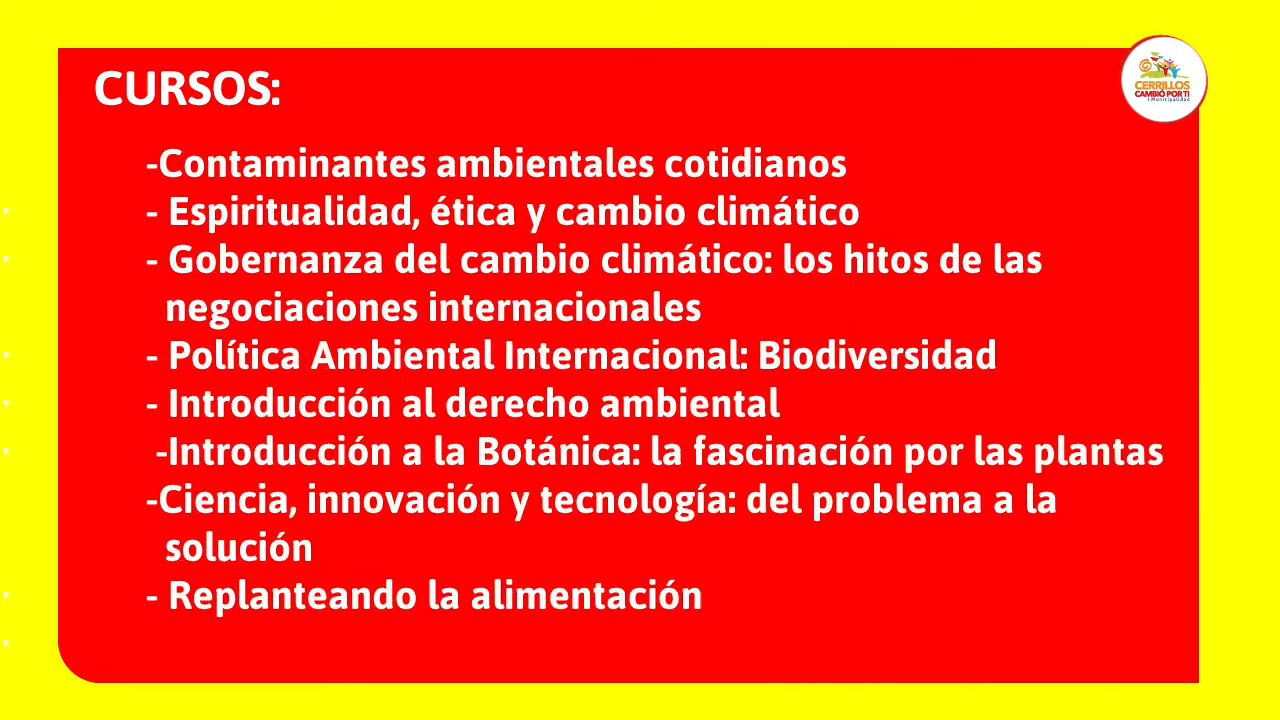 CURSOS:
CERRILLOS
CAMBIÓ POR TI
I.Municipalidad
-Contaminantes ambientales cotidianos
- Espiritualidad, ética y cambio climático
- Gobernanza del cambio climático: los hitos de las
negociaciones internacionales
- Política Ambiental Internacional: Biodiversidad
- Introducción al derecho ambiental
-Introducción a la Botánica: la fascinación por las plantas
-Ciencia, innovación y tecnología: del problema a la
solución
- Replanteando la alimentación